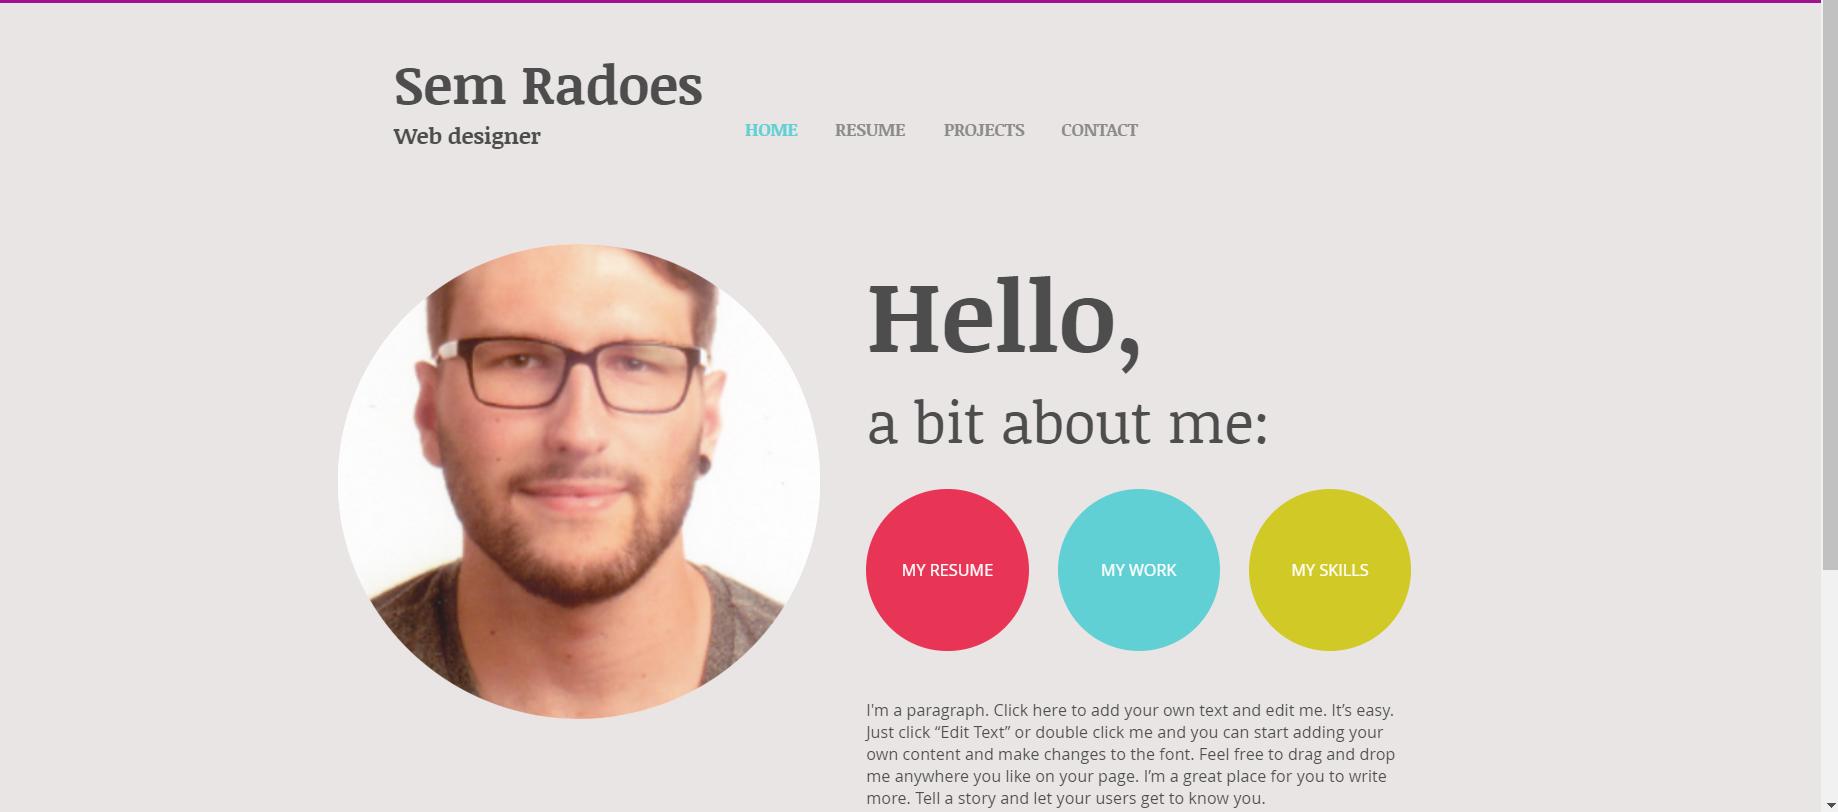 Sem Radoes
Web designer
HOME RESUME PROJECTS CONTACT
Hello,
a bit about me:
MY RESUME MY WORK MY SKILLS
I'm a paragraph. Click here to add your own text and edit me. It’s easy.
Just click “Edit Text” or double click me and you can start adding your
own content and make changes to the font. Feel free to drag and drop
me anywhere you like on your page. I’m a great place for you to write
more. Tell a story and let your users get to know you.